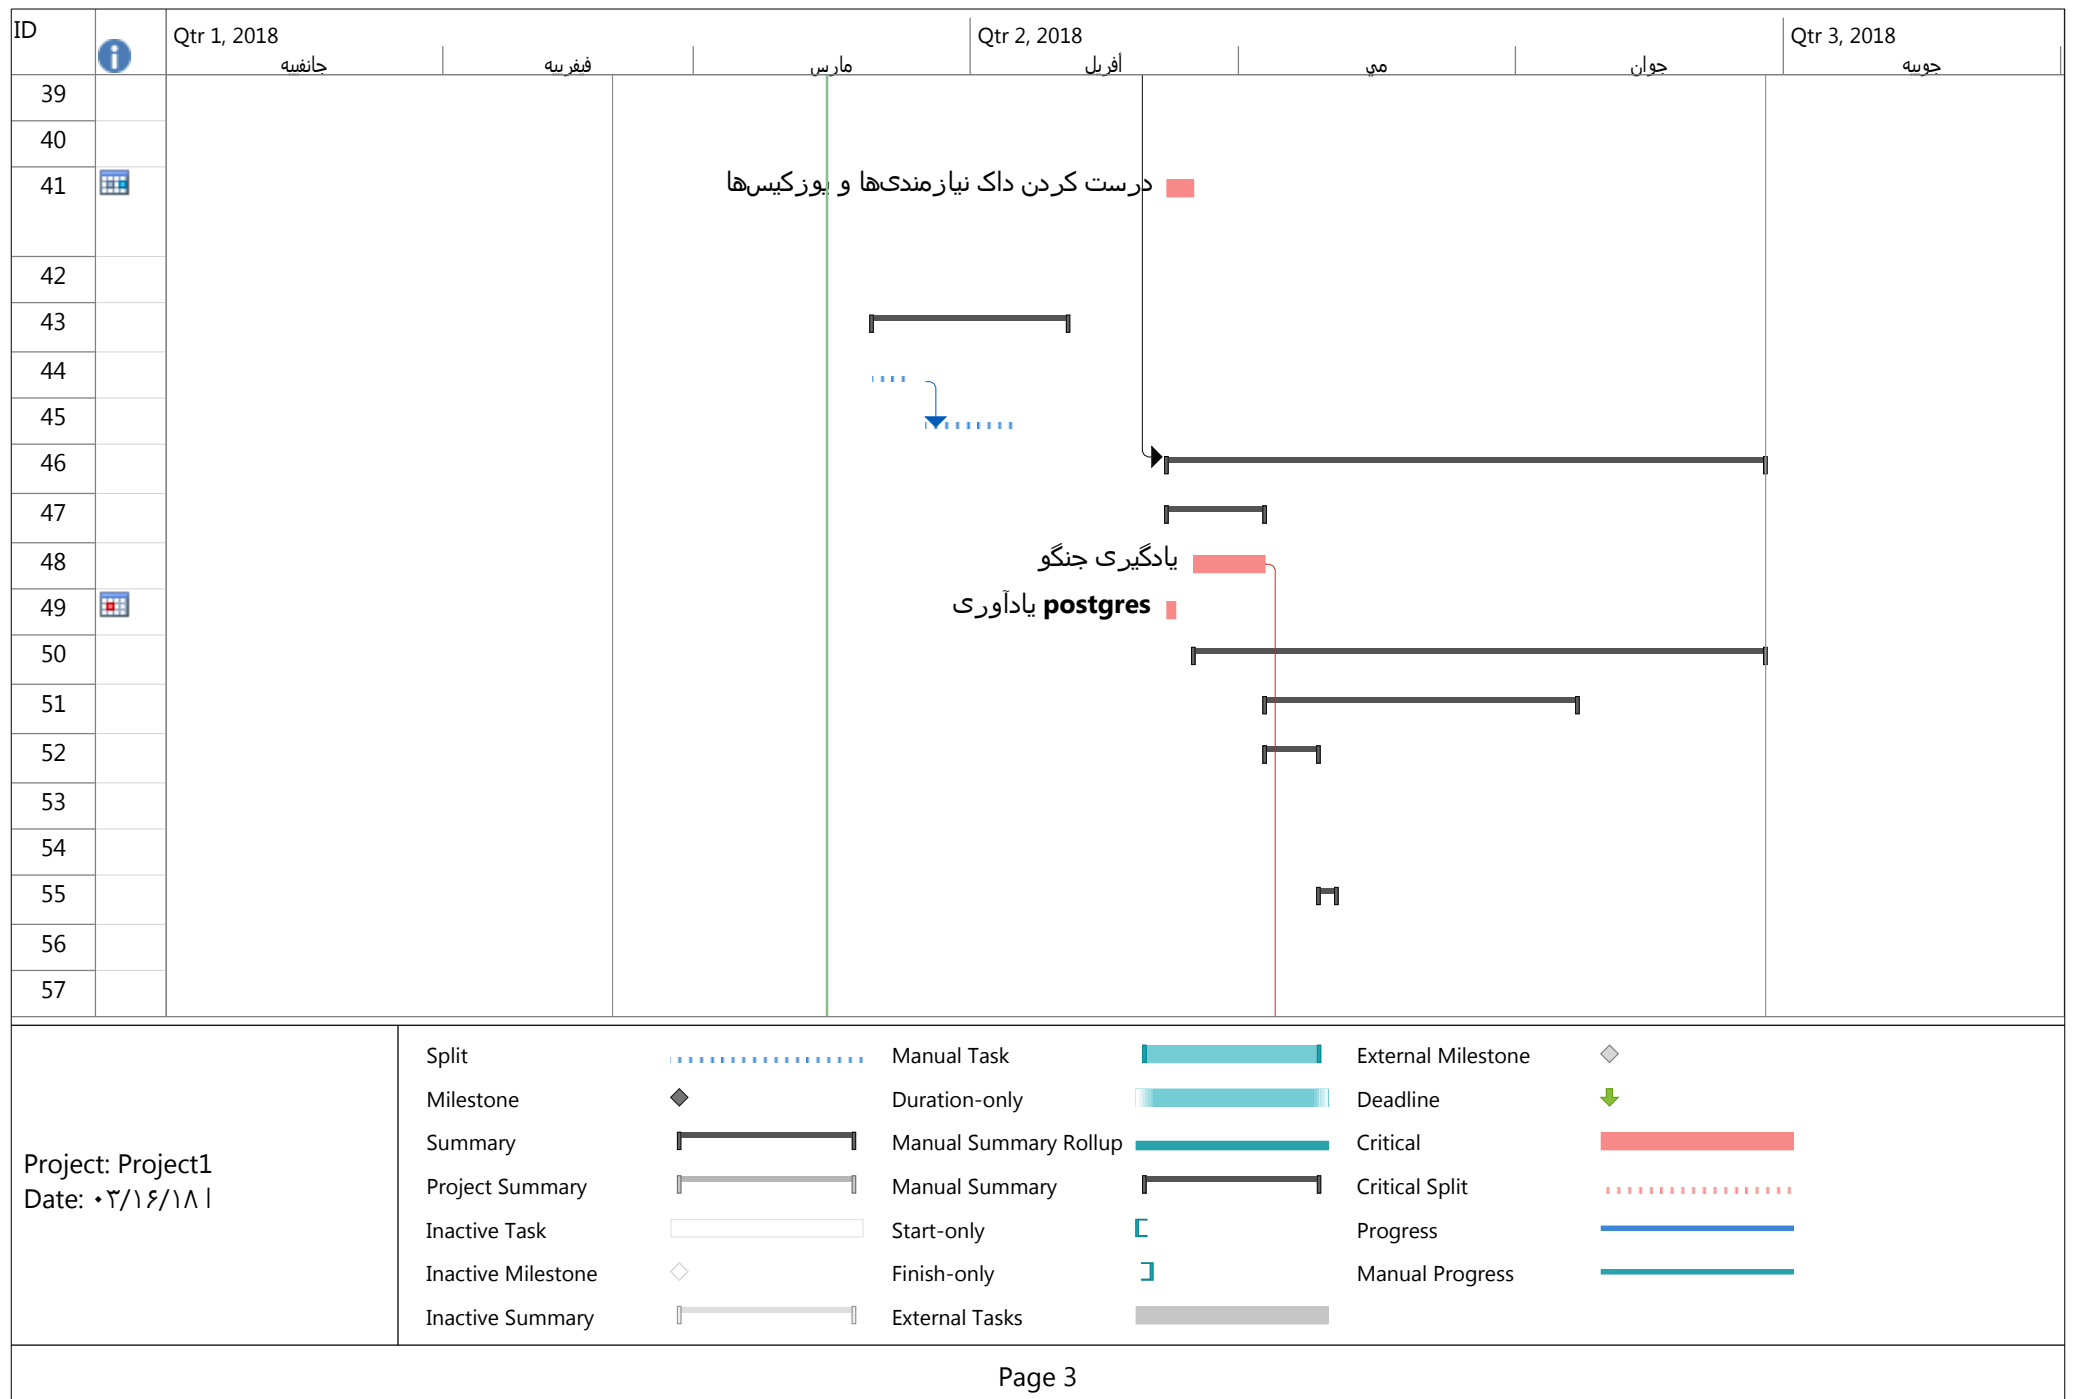 ID
Qtr 1, 2018
Qtr 2, 2018
Qtr 3, 2018
جانفييه
فيفرييه
مارس
أفريل
مي
جوان
جوييه
39
40
41
درست کردن داک نیازمندی‌ها و یوزکیس‌ها
42
43
44
45
46
47
48
یادگیری جنگو
49
یادآوری postgres
50
51
52
53
54
55
56
57
Project: Project1
Date: ۰۳/۱۶/۱۸ ا
Split
Milestone
Summary
Project Summary
Inactive Task
Inactive Milestone
Inactive Summary
Manual Task
Duration-only
Manual Summary Rollup
Manual Summary
Start-only
Finish-only
External Tasks
External Milestone
Deadline
Critical
Critical Split
Progress
Manual Progress
Page 3